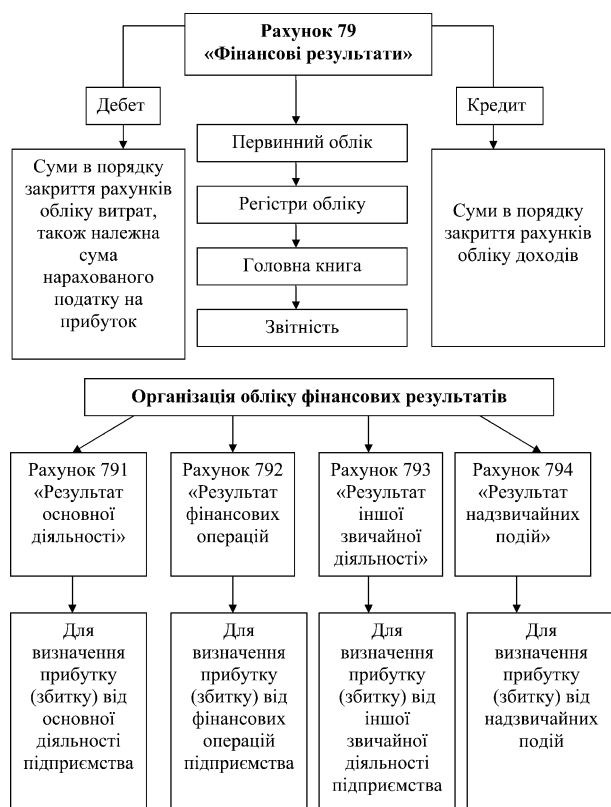 Рахунок 79
«Фінансові результати»
Дебет
Кредит
Первинний облік
Регістри обліку
Головна книга
Звітність
Суми в порядку
закриття рахунків
обліку витрат,
також належна
сума
нарахованого
податку на
прибуток
Суми в порядку
закриття рахунків
обліку доходів
Організація обліку фінансових результатів
Рахунок 791
«Результат
основної
діяльності»
Рахунок 792
«Результат
фінансових
операцій
Рахунок 793
«Результат
іншої
звичайної
діяльності»
Рахунок 794
«Результат
надзвичайних
подій»
Для
визначення
прибутку
(збитку) від
основної
діяльності
підприємства
Для
визначення
прибутку
(збитку) від
фінансових
операцій
підприємства
Для
визначення
прибутку
(збитку) від
іншої
звичайної
діяльності
підприємства
Для
визначення
прибутку
(збитку) від
надзвичайних
подій